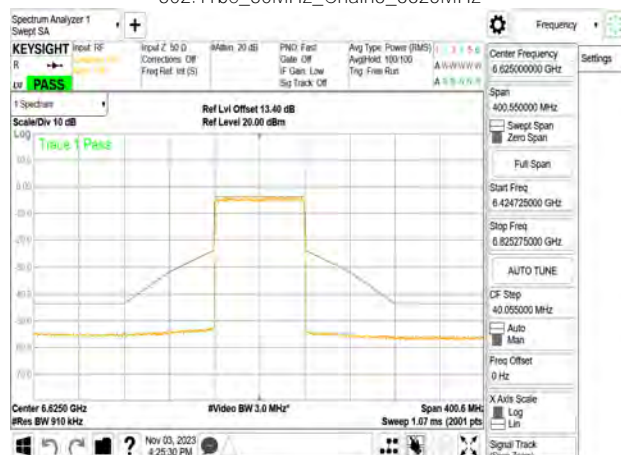 Spectrum Analyzer 1
Swept SA
+
Frequency
KEYSIGHT
Input: RF
Input Z: 50 Ω
#Atten: 20 dB
PNO: Fast
Avg Type: Power (RMS)
Corrections: Off
Gate: Off
Avg|Hold: 100/100
Freq Ref: Int (S)
IF Gain: Low
Trig: Free Run
Sig Track: Off
PASS
Center Frequency
6.625000000 GHz
Settings
Span
400.550000 MHz
Swept Span
Zero Span
Full Span
Start Freq
6.424725000 GHz
Stop Freq
6.825275000 GHz
AUTO TUNE
CF Step
40.055000 MHz
Auto
Man
Freq Offset
0 Hz
X Axis Scale
Log
Lin
Signal Track
1 Spectrum
Scale/Div 10 dB
Ref Lvl Offset 13.40 dB
Ref Level 20.00 dBm
Log
Trace 1 Pass
Center 6.6250 GHz
#Video BW 3.0 MHz*
Span 400.6 MHz
#Res BW 910 kHz
Sweep 1.07 ms (2001 pts
?
Nov 03, 2023
4:25:30 PM